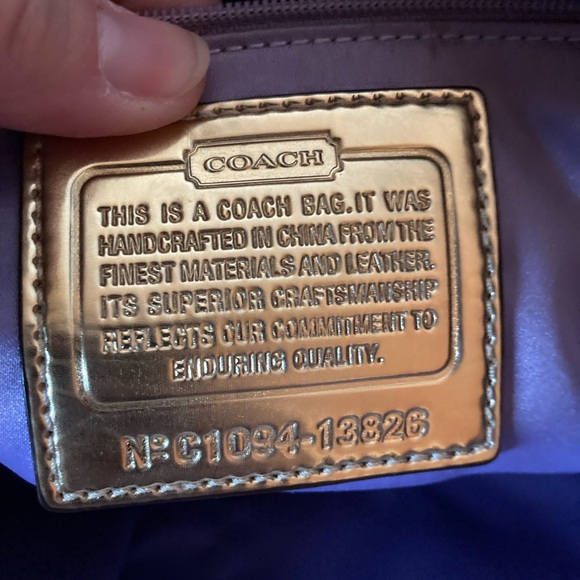 COACH
THIS IS A COACH BAG.IT WAS
HANDCRAFTED IN CHINA FROM THE
FINEST MATERIALS AND LEATHER.
ITS SUPERIOR CRAFTSMANSHIP
REFLECTS OUR COMMITMENT TO
ENDURING QUALITY.
Nº C1094-13826